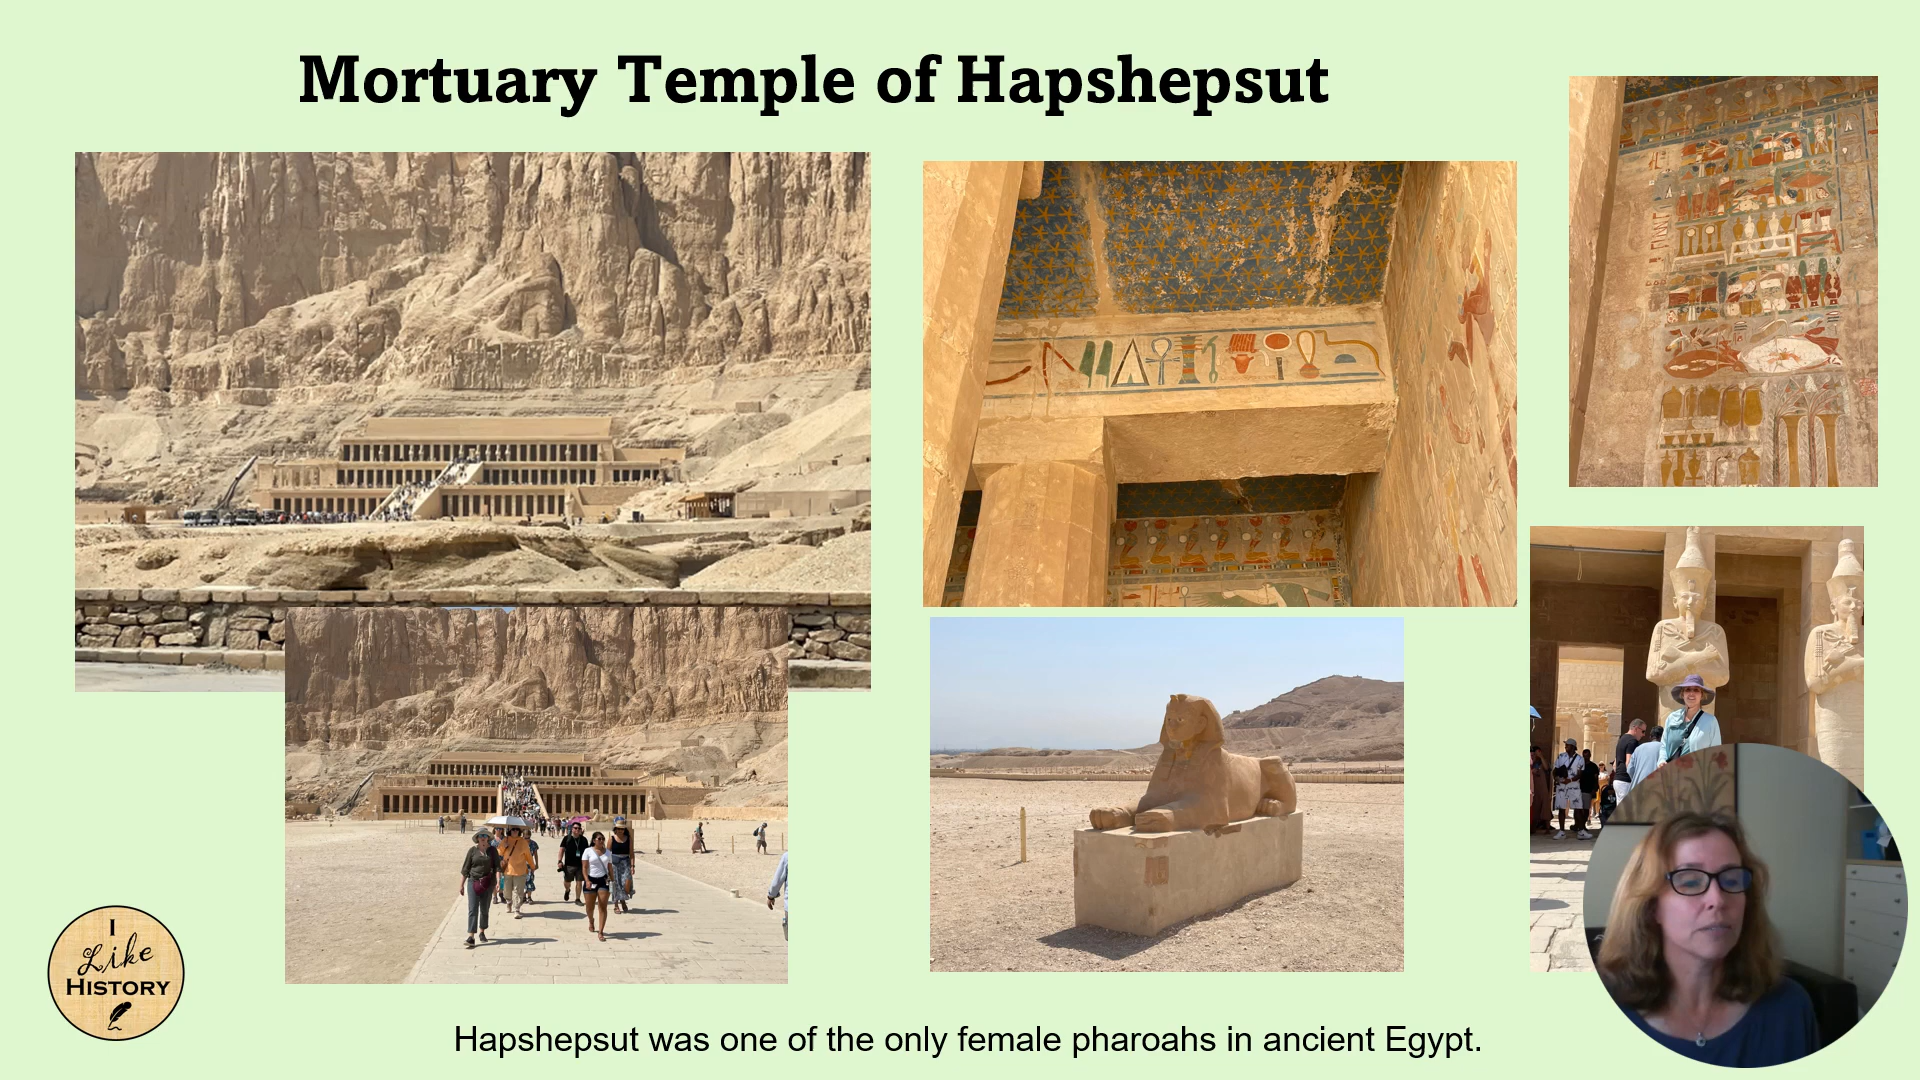 Mortuary Temple of Hapshepsut
I
Like
HISTORY
Hapshepsut was one of the only female pharoahs in ancient Egypt.